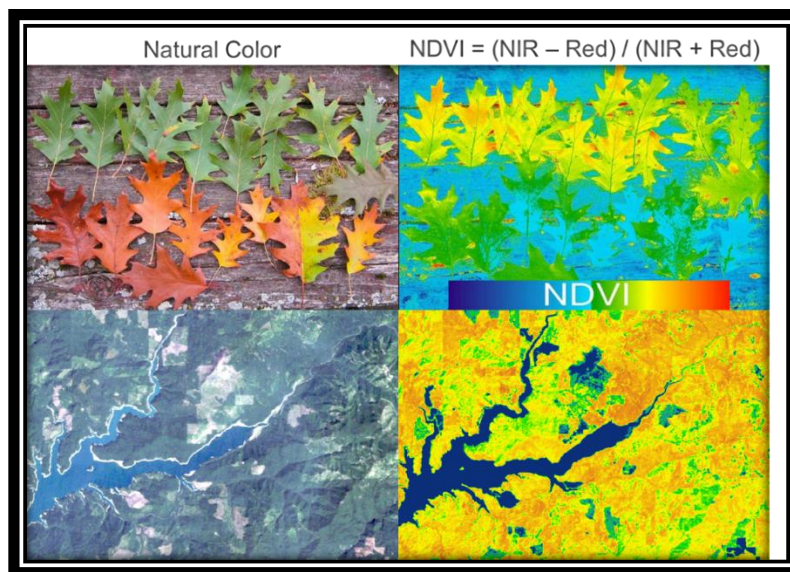 Natural Color
NDVI = (NIR – Red) / (NIR + Red)
NDVI